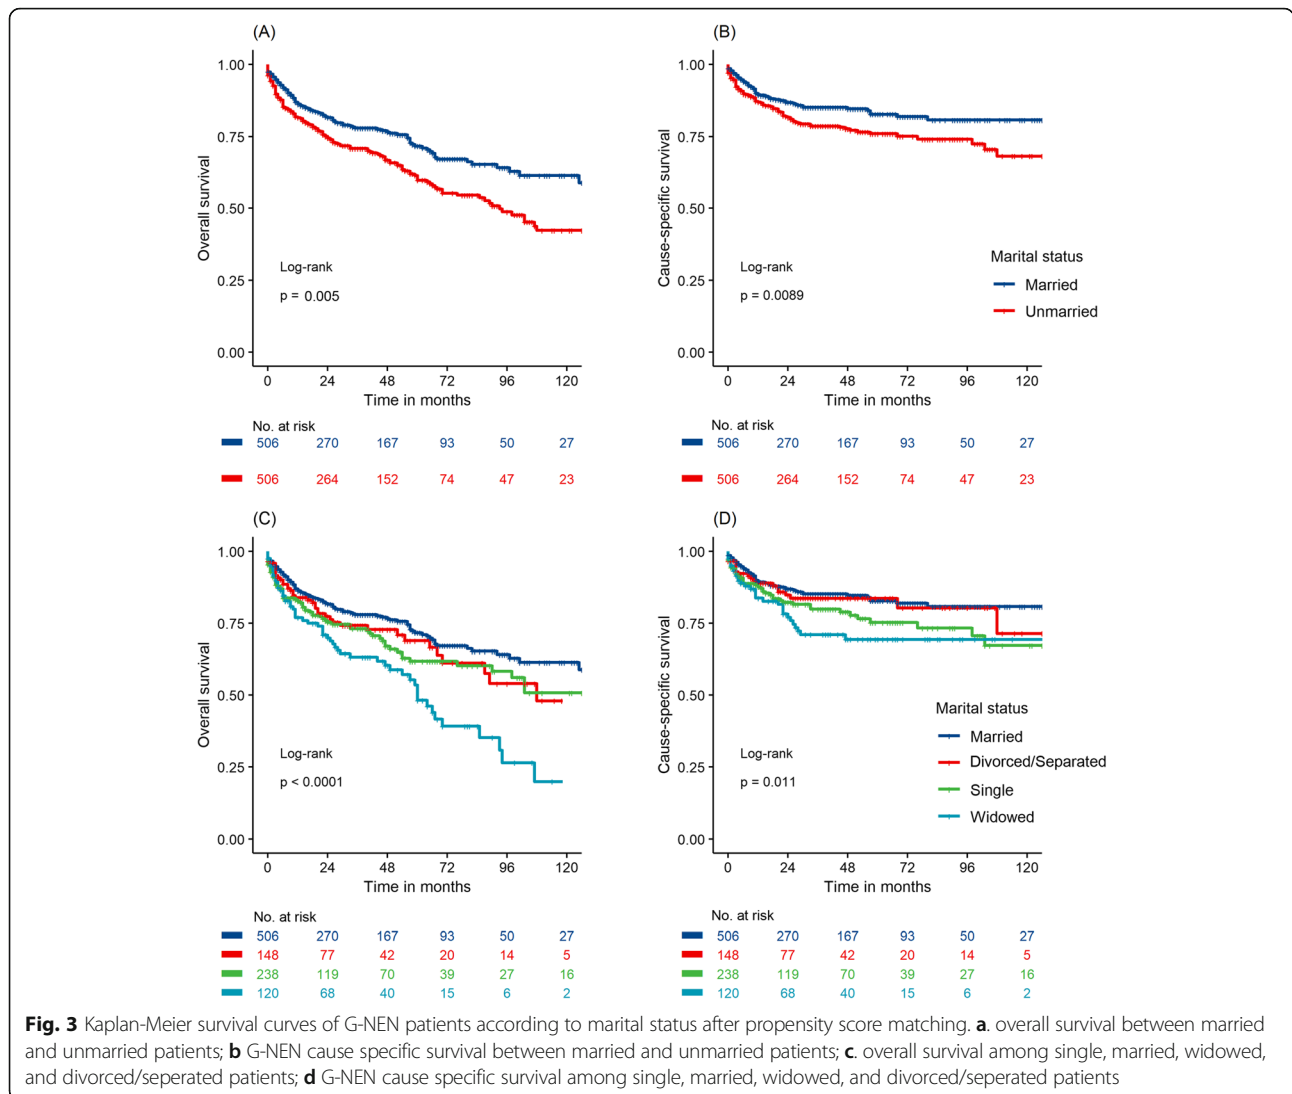 (A)
1.00
0.75
0.50
0.25
0.00
Overall survival
Log-rank
p = 0.005
0 24 48 72 96 120
Time in months
No. at risk
506 270 167 93 50 27
506 264 152 74 47 23
(B)
1.00
0.75
0.50
0.25
0.00
Cause-specific survival
Log-rank
p = 0.0089
Marital status
Married
Unmarried
0 24 48 72 96 120
Time in months
No. at risk
506 270 167 93 50 27
506 264 152 74 47 23
(C)
1.00
0.75
0.50
0.25
0.00
Overall survival
Log-rank
p < 0.0001
0 24 48 72 96 120
Time in months
No. at risk
506 270 167 93 50 27
148 77 42 20 14 5
238 119 70 39 27 16
120 68 40 15 6 2
(D)
1.00
0.75
0.50
0.25
0.00
Cause-specific survival
Log-rank
p = 0.011
Marital status
Married
Divorced/Separated
Single
Widowed
0 24 48 72 96 120
Time in months
No. at risk
506 270 167 93 50 27
148 77 42 20 14 5
238 119 70 39 27 16
120 68 40 15 6 2
Fig. 3 Kaplan-Meier survival curves of G-NEN patients according to marital status after propensity score matching. a. overall survival between married
and unmarried patients; b G-NEN cause specific survival between married and unmarried patients; c. overall survival among single, married, widowed,
and divorced/seperated patients; d G-NEN cause specific survival among single, married, widowed, and divorced/seperated patients